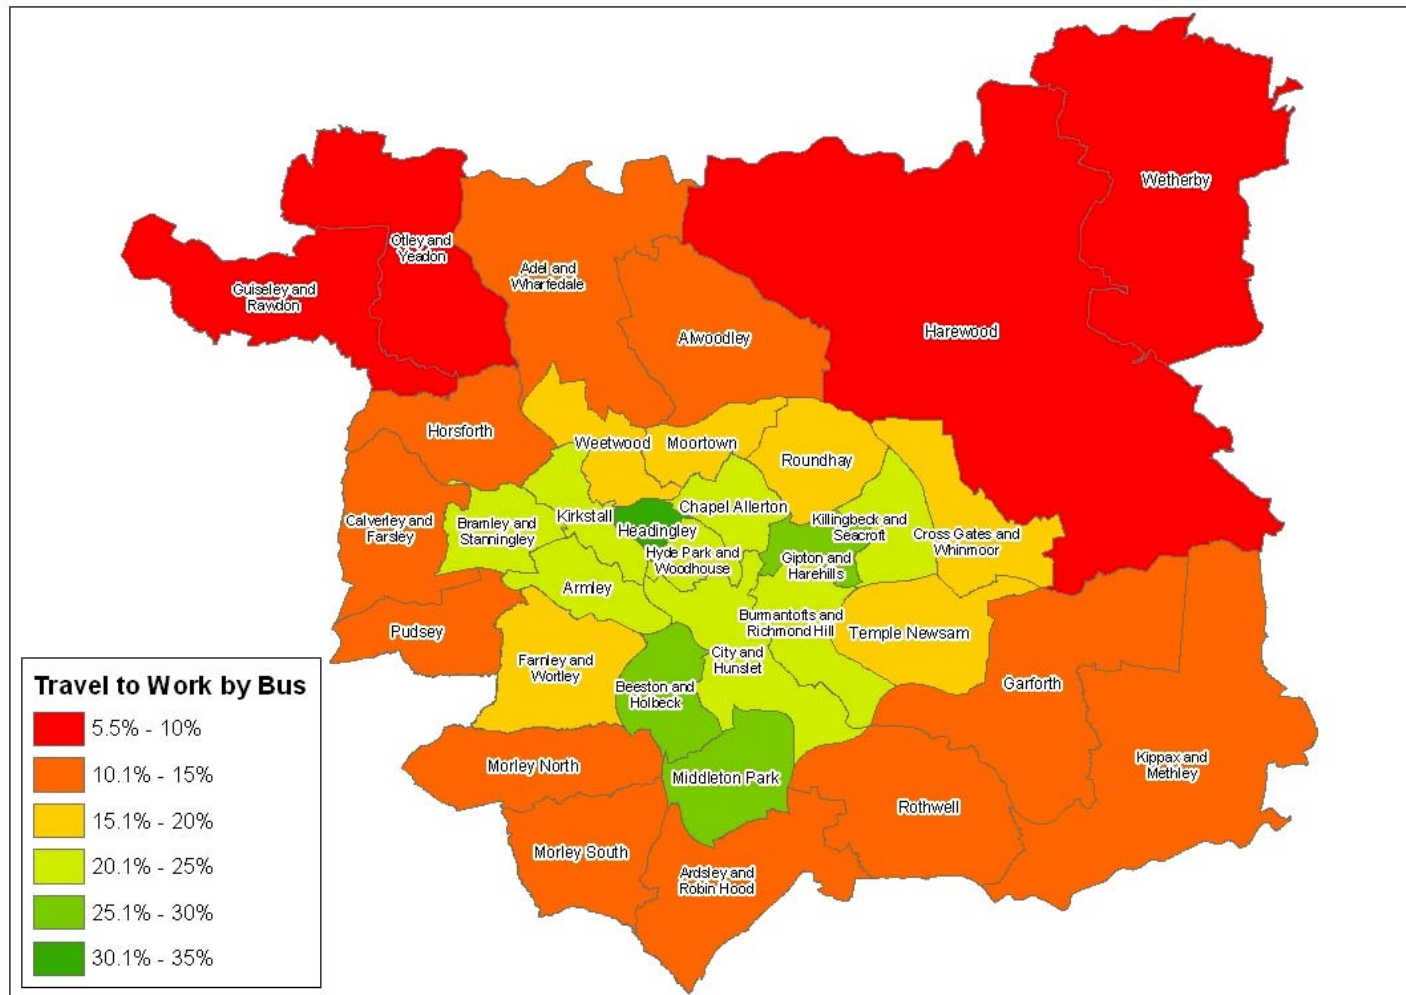 Wetherby
Otley and
Yeadon
Adel and
Wharfedale
Guiseley and
Rawdon
Harewood
Alwoodley
Horsforth
Weetwood
Moortown
Roundhay
Calverley and
Farsley
Bramley and
Stanningley
Kirkstall
Headingley
Chapel Allerton
Killingbeck and
Seacroft
Cross Gates and
Whinmoor
Hyde Park and
Woodhouse
Gipton and
Harehills
Armley
Burmantofts and
Richmond Hill
Temple Newsam
Pudsey
Farnley and
Wortley
City and
Hunslet
Beeston and
Holbeck
Garforth
Morley North
Middleton Park
Kippax and
Methley
Rothwell
Morley South
Ardsley and
Robin Hood
Travel to Work by Bus
5.5% - 10%
10.1% - 15%
15.1% - 20%
20.1% - 25%
25.1% - 30%
30.1% - 35%